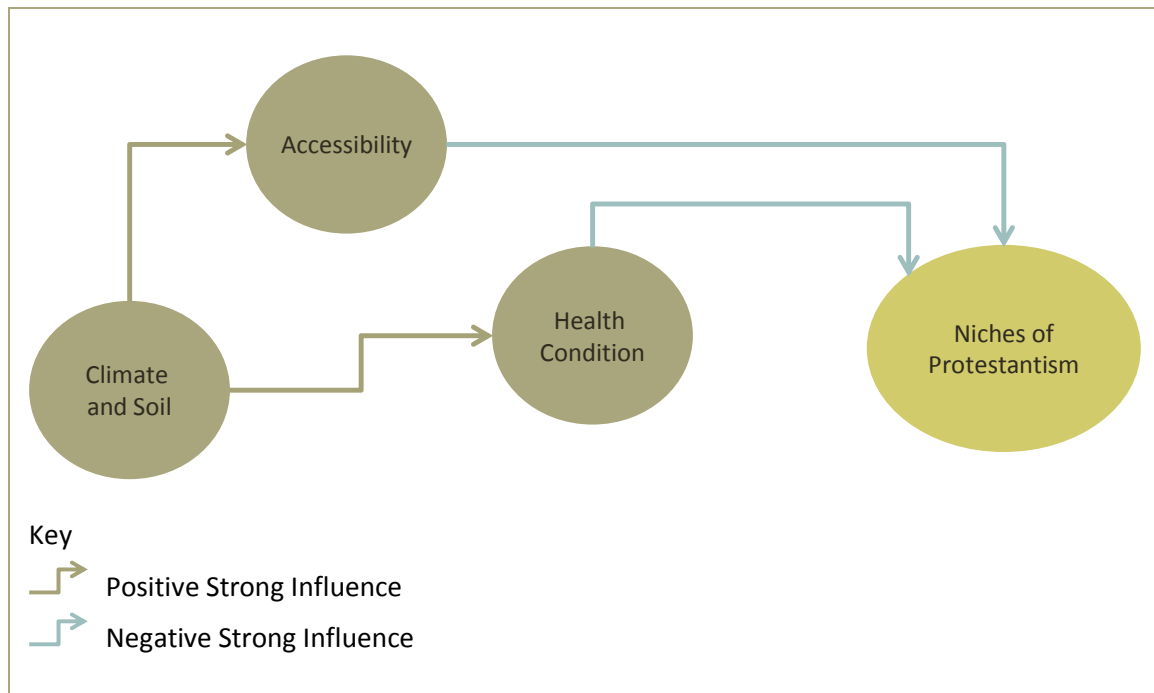 Accessibility
Health
Condition
Niches of
Protestantism
Climate
and Soil
Key
Positive Strong Influence
Negative Strong Influence